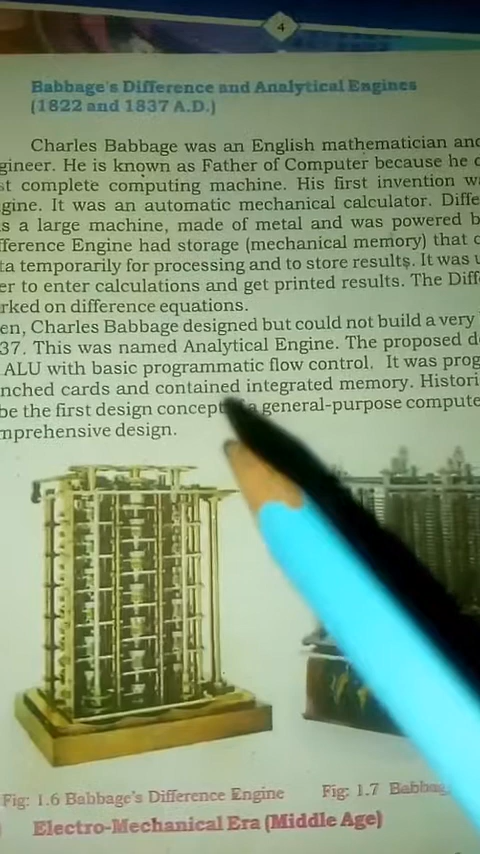 4
Babbage's Difference and Analytical Engines
(1822 and 1837 A.D.)
Charles Babbage was an English mathematician and
gineer. He is known as Father of Computer because he
st complete computing machine. His first invention
gine. It was an automatic mechanical calculator. Diffe
s a large machine, made of metal and was powered b
fference Engine had storage (mechanical memory) that
ta temporarily for processing and to store results. It was
er to enter calculations and get printed results. The Diff
rked on difference equations.
en, Charles Babbage designed but could not build a very
37. This was named Analytical Engine. The proposed
ALU with basic programmatic flow control. It was prog
nched cards and contained integrated memory. Histori
be the first design concept general-purpose compute
mprehensive design.
Fig: 1.6 Babbage's Difference Engine
Fig: 1.7 Babbag
Electro-Mechanical Era (Middle Age)